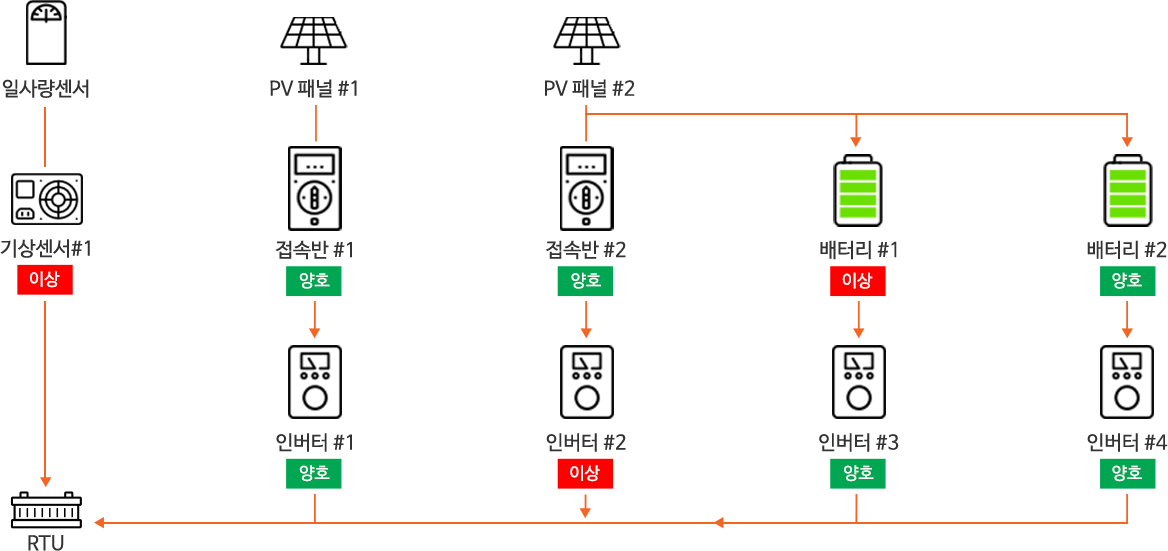 일사량센서
PV 패널 #1
PV 패널 #2
기상센서#1
이상
접속반 #1
양호
접속반 #2
양호
배터리 #1
이상
배터리 #2
양호
인버터 #1
양호
인버터 #2
이상
인버터 #3
양호
인버터 #4
양호
RTU